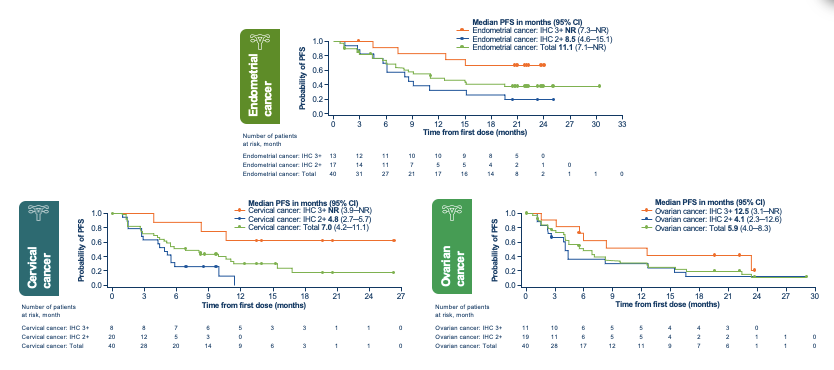 Endometrial
cancer
Median PFS in months (95% CI)
Endometrial cancer: IHC 3+ NR (7.3–NR)
Endometrial cancer: IHC 2+ 8.5 (4.6–15.1)
Endometrial cancer: Total 11.1 (7.1–NR)
Probability of PFS
1.0
0.8
0.6
0.4
0.2
0.0
0 3 6 9 12 15 18 21 24 27 30 33
Time from first dose (months)
Number of patients
at risk, month
Endometrial cancer: IHC 3+ 13 12 11 10 10 9 8 5 0
Endometrial cancer: IHC 2+ 17 14 11 7 5 5 4 2 1 0
Endometrial cancer: Total 40 31 27 21 17 16 14 8 2 1 1 0
Cervical
cancer
Median PFS in months (95% CI)
Cervical cancer: IHC 3+ NR (3.9–NR)
Cervical cancer: IHC 2+ 4.8 (2.7–5.7)
Cervical cancer: Total 7.0 (4.2–11.1)
Probability of PFS
1.0
0.8
0.6
0.4
0.2
0.0
0 3 6 9 12 15 18 21 24 27
Time from first dose (months)
Number of patients
at risk, month
Cervical cancer: IHC 3+ 8 8 7 6 5 3 3 1 1 0
Cervical cancer: IHC 2+ 20 12 5 3 0
Cervical cancer: Total 40 28 20 14 9 6 3 1 1 0
Ovarian
cancer
Median PFS in months (95% CI)
Ovarian cancer: IHC 3+ 12.5 (3.1–NR)
Ovarian cancer: IHC 2+ 4.1 (2.3–12.6)
Ovarian cancer: Total 5.9 (4.0–8.3)
Probability of PFS
1.0
0.8
0.6
0.4
0.2
0.0
0 3 6 9 12 15 18 21 24 27 30
Time from first dose (months)
Number of patients
at risk, month
Ovarian cancer: IHC 3+ 11 10 6 5 5 4 4 3 0
Ovarian cancer: IHC 2+ 19 11 6 5 5 4 2 2 1 1 0
Ovarian cancer: Total 40 28 17 12 11 9 7 6 1 1 0